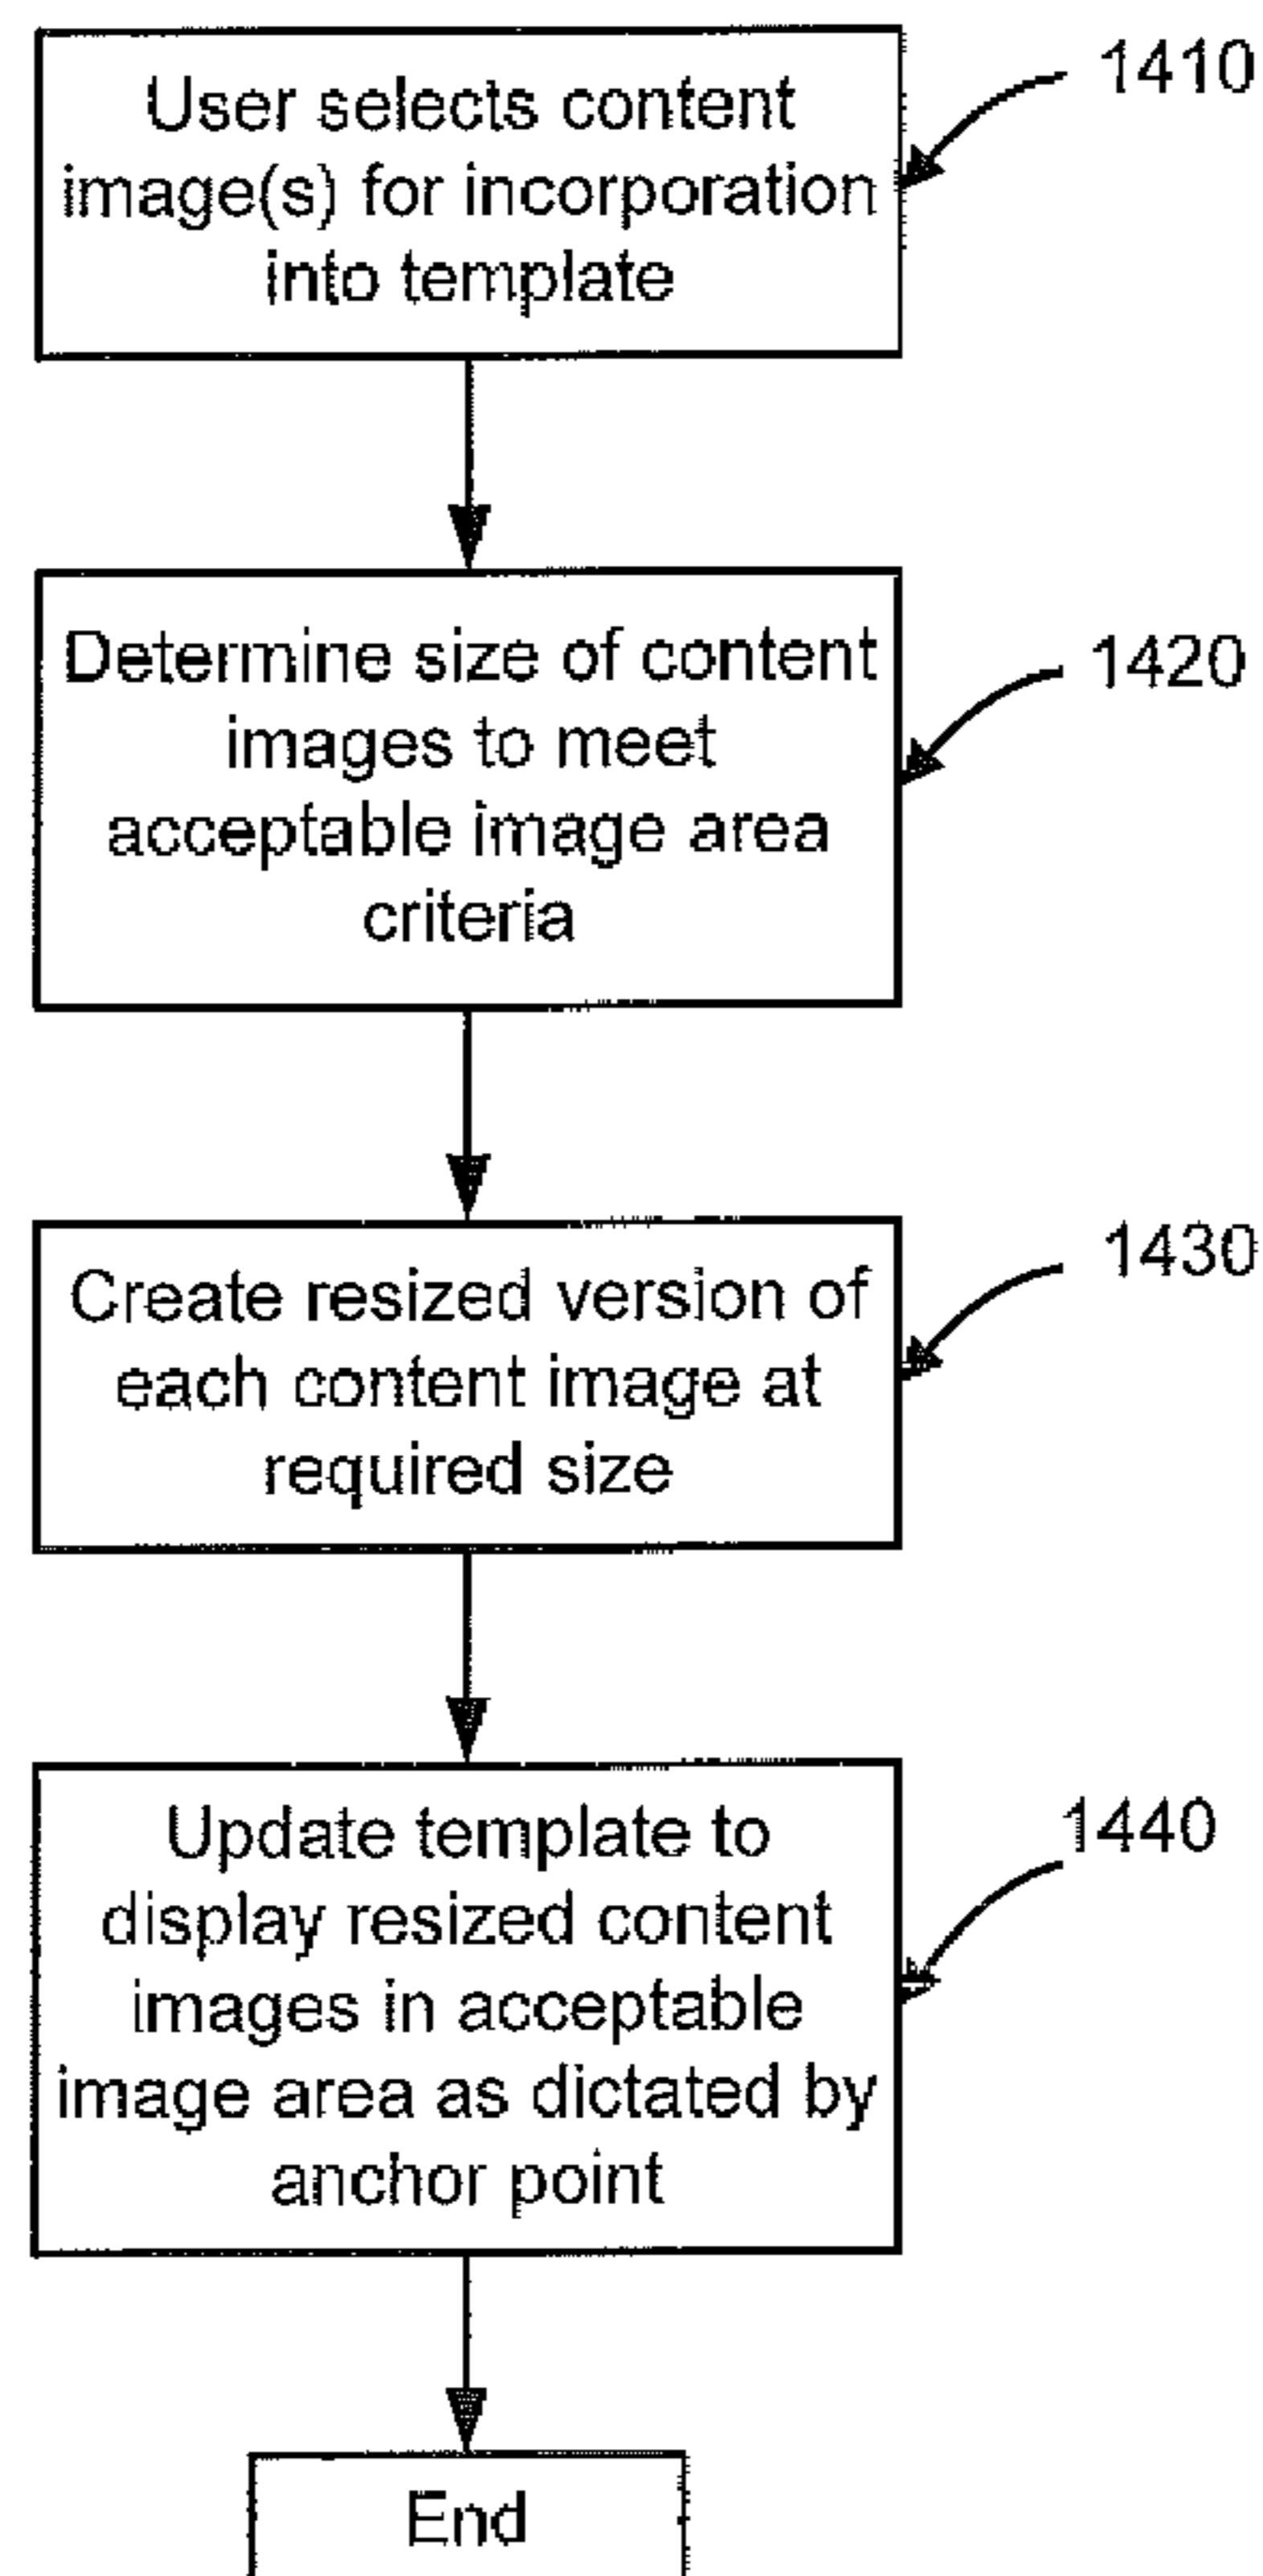 User selects content
image(s) for incorporation
into template
1410
Determine size of content
images to meet
acceptable image area
criteria
1420
Create resized version of
each content image at
required size
1430
Update template to
display resized content
images in acceptable
image area as dictated by
anchor point
1440
End